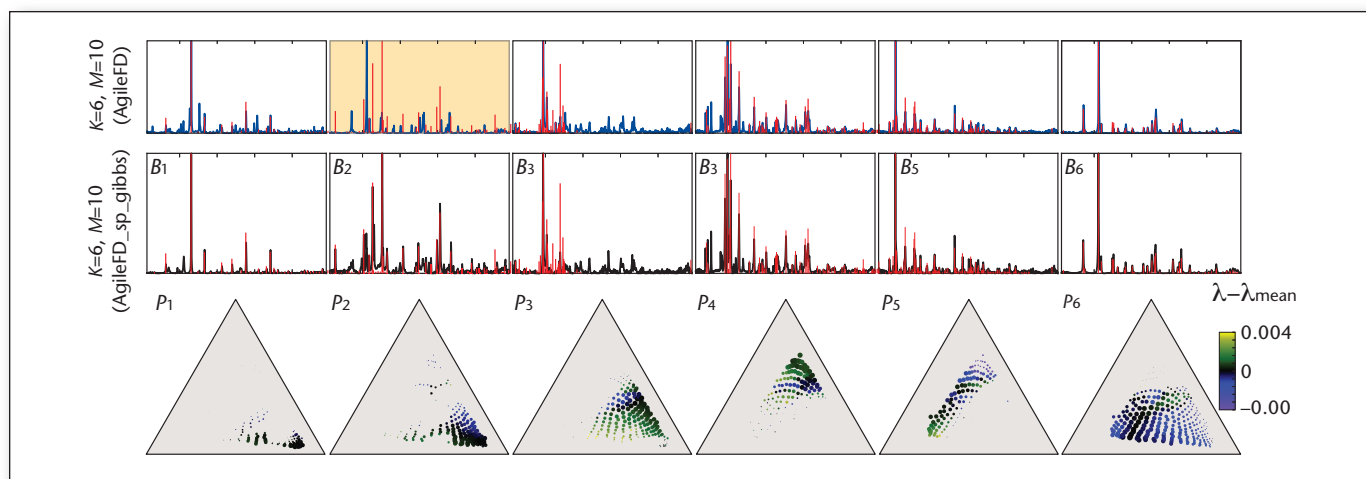 K=6, M=10
(AgileFD)
K=6, M=10
(AgileFD_sp_gibbs)
B1
B2
B3
B3
B5
B6
P1
P2
P3
P4
P5
P6
λ–λmean
0.004
0
–0.00